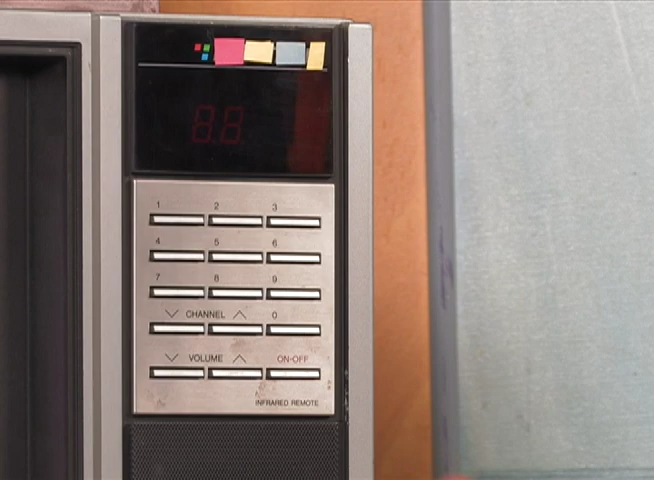 88
1 2 3
4 5 6
7 8 9
CHANNEL 0
VOLUME ON-OFF
INFRARED REMOTE